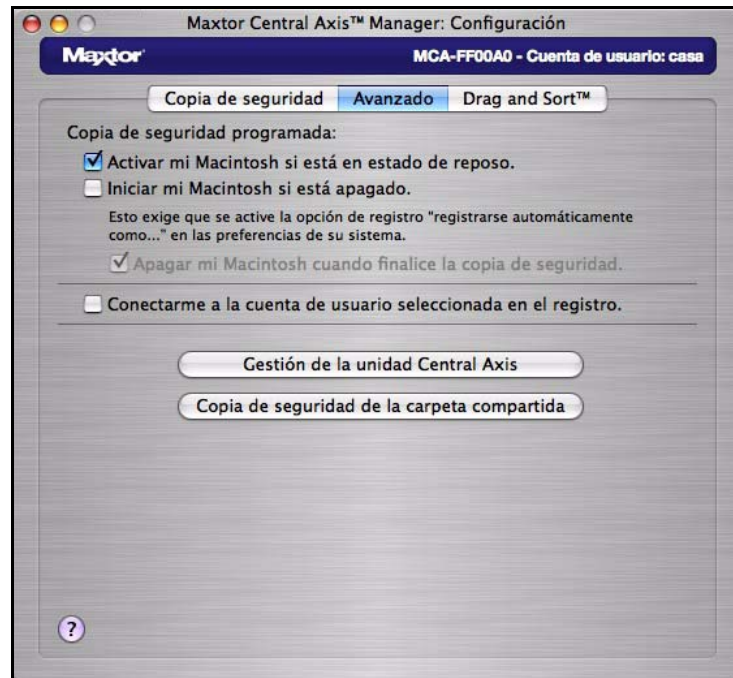 Maxtor Central Axis™ Manager: Configuración
Maxtor
MCA-FF00A0 - Cuenta de usuario: casa
Copia de seguridad Avanzado Drag and Sort™
Copia de seguridad programada:
Activar mi Macintosh si está en estado de reposo.
Iniciar mi Macintosh si está apagado.
Esto exige que se active la opción de registro "registrarse automáticamente
como..." en las preferencias de su sistema.
Apagar mi Macintosh cuando finalice la copia de seguridad.
Conectarme a la cuenta de usuario seleccionada en el registro.
Gestión de la unidad Central Axis
Copia de seguridad de la carpeta compartida
?